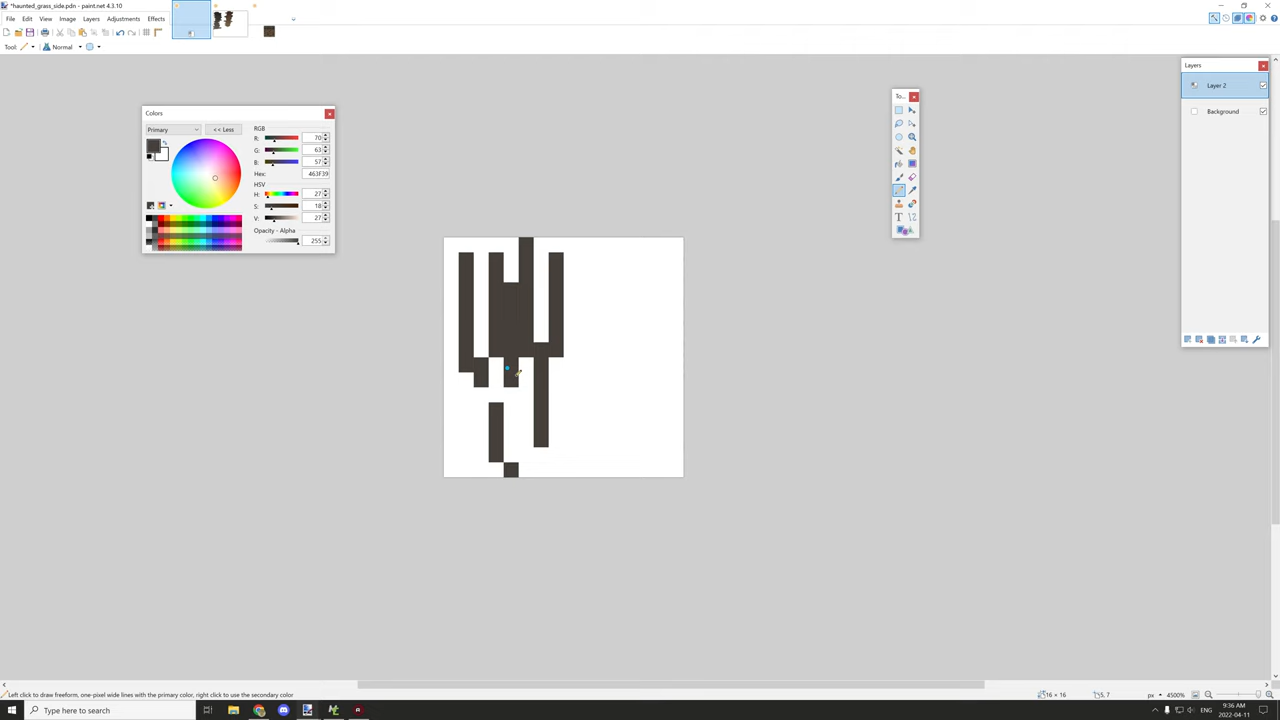 *haunted_grass_side.pdn - paint.net 4.3.10
File Edit View Image Layers Adjustments Effects
Tool: Normal
Colors
Primary << Less
RGB
R: 70
G: 63
B: 57
Hex: 463F39
HSV
H: 27
S: 18
V: 27
Opacity - Alpha
255
To...
T
Layers
Layer 2
Background
Left click to draw freeform, one-pixel wide lines with the primary color, right click to use the secondary color
16 × 16 5, 7 px 4500%
Type here to search
ENG
9:36 AM
2022-04-11